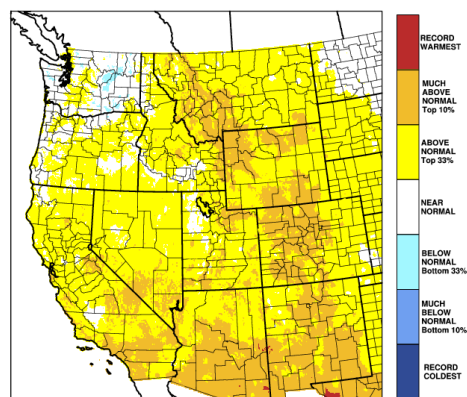 RECORD
WARMEST
MUCH
ABOVE
NORMAL
Top 10%
ABOVE
NORMAL
Top 33%
NEAR
NORMAL
BELOW
NORMAL
Bottom 33%
MUCH
BELOW
NORMAL
Bottom 10%
RECORD
COLDEST